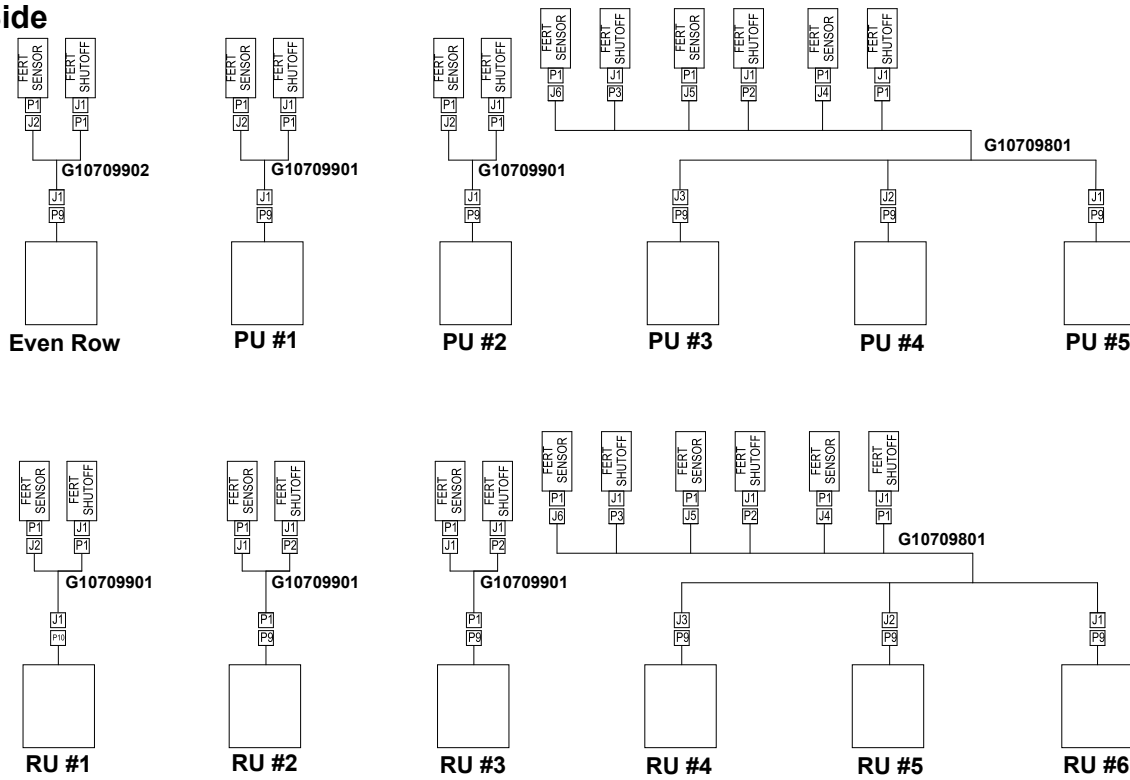 ide
FERT SENSOR
FERT SHUTOFF
FERT SENSOR
FERT SHUTOFF
FERT SENSOR
FERT SHUTOFF
FERT SENSOR
FERT SHUTOFF
FERT SENSOR
FERT SHUTOFF
FERT SENSOR
FERT SHUTOFF
P1 J1 P1 J1 P1 J1 P1 J1 P1 J1 P1 J1
J2 P1 J2 P1 J2 P1 J6 P3 J5 P2 J4 P1
G10709902 G10709901 G10709901 G10709801
J1 J1 J1 J3 J2 J1
P9 P9 P9 P9 P9 P9
Even Row PU #1 PU #2 PU #3 PU #4 PU #5
FERT SENSOR
FERT SHUTOFF
FERT SENSOR
FERT SHUTOFF
FERT SENSOR
FERT SHUTOFF
FERT SENSOR
FERT SHUTOFF
FERT SENSOR
FERT SHUTOFF
FERT SENSOR
FERT SHUTOFF
P1 J1 P1 J1 P1 J1 P1 J1 P1 J1 P1 J1
J2 P1 J1 P2 J1 P2 J6 P3 J5 P2 J4 P1
G10709901 G10709901 G10709901 G10709801
J1 P1 P1 J3 J2 J1
P10 P9 P9 P9 P9 P9
RU #1 RU #2 RU #3 RU #4 RU #5 RU #6